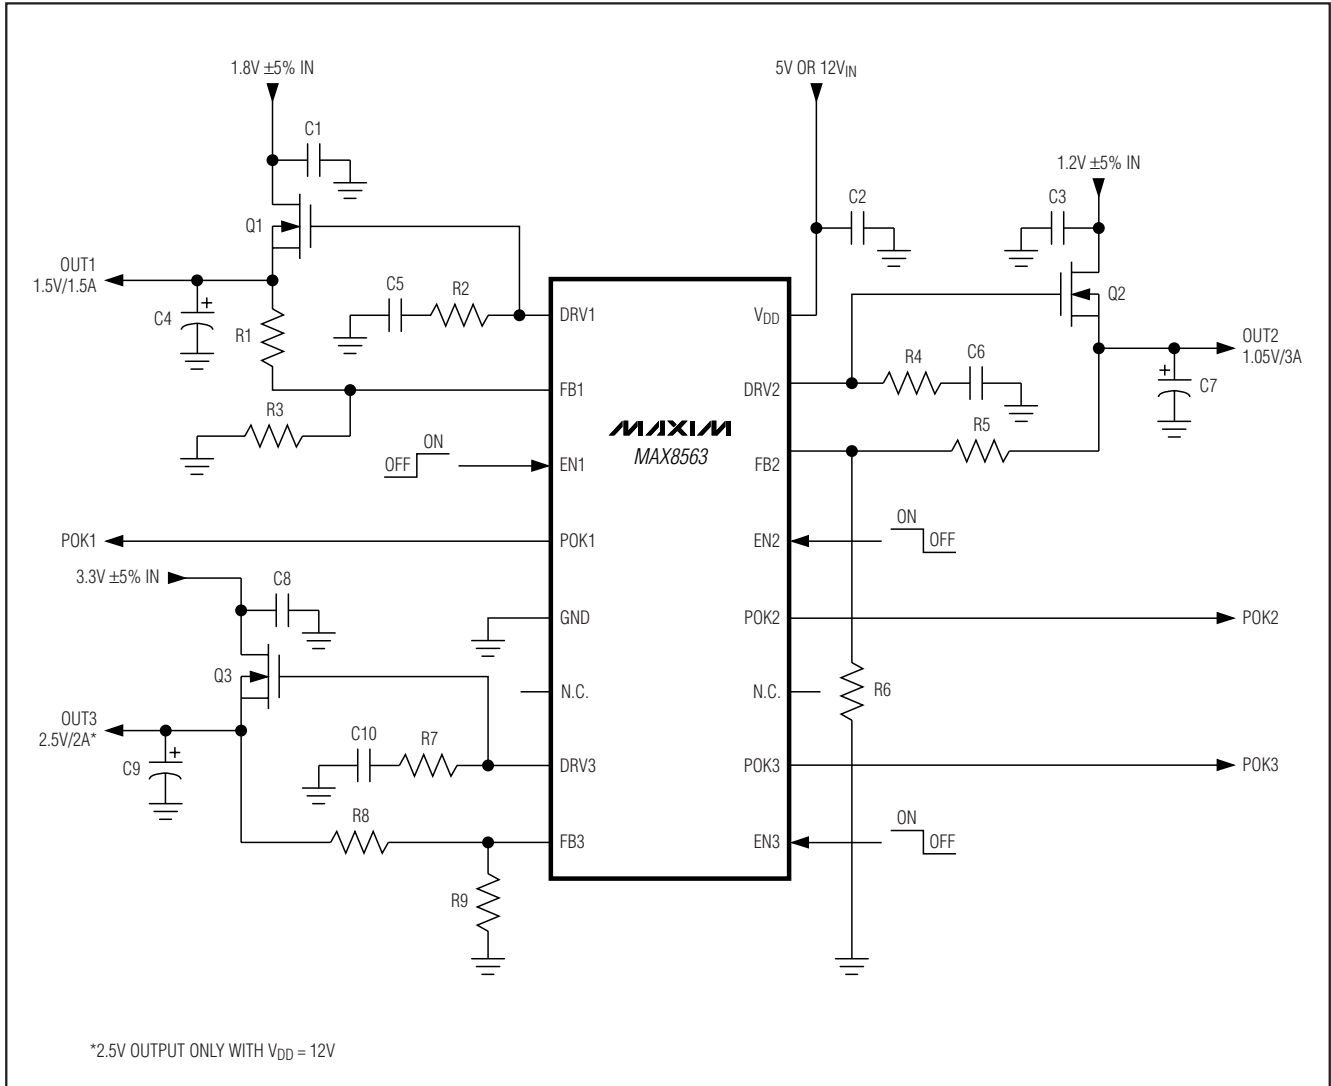 1.8V ±5% IN
5V OR 12VIN
C1
1.2V ±5% IN
C2
C3
Q1
OUT1
1.5V/1.5A
C5
R2
Q2
C4
R1
DRV1
VDD
OUT2
1.05V/3A
R4
C6
FB1
DRV2
C7
R3
MAXIM
MAX8563
R5
ON
OFF
EN1
FB2
ON
OFF
POK1
POK1
EN2
3.3V ±5% IN
C8
GND
POK2
POK2
Q3
N.C.
N.C.
R6
OUT3
2.5V/2A*
C10
R7
C9
DRV3
POK3
POK3
R8
ON
OFF
FB3
EN3
R9
*2.5V OUTPUT ONLY WITH VDD = 12V